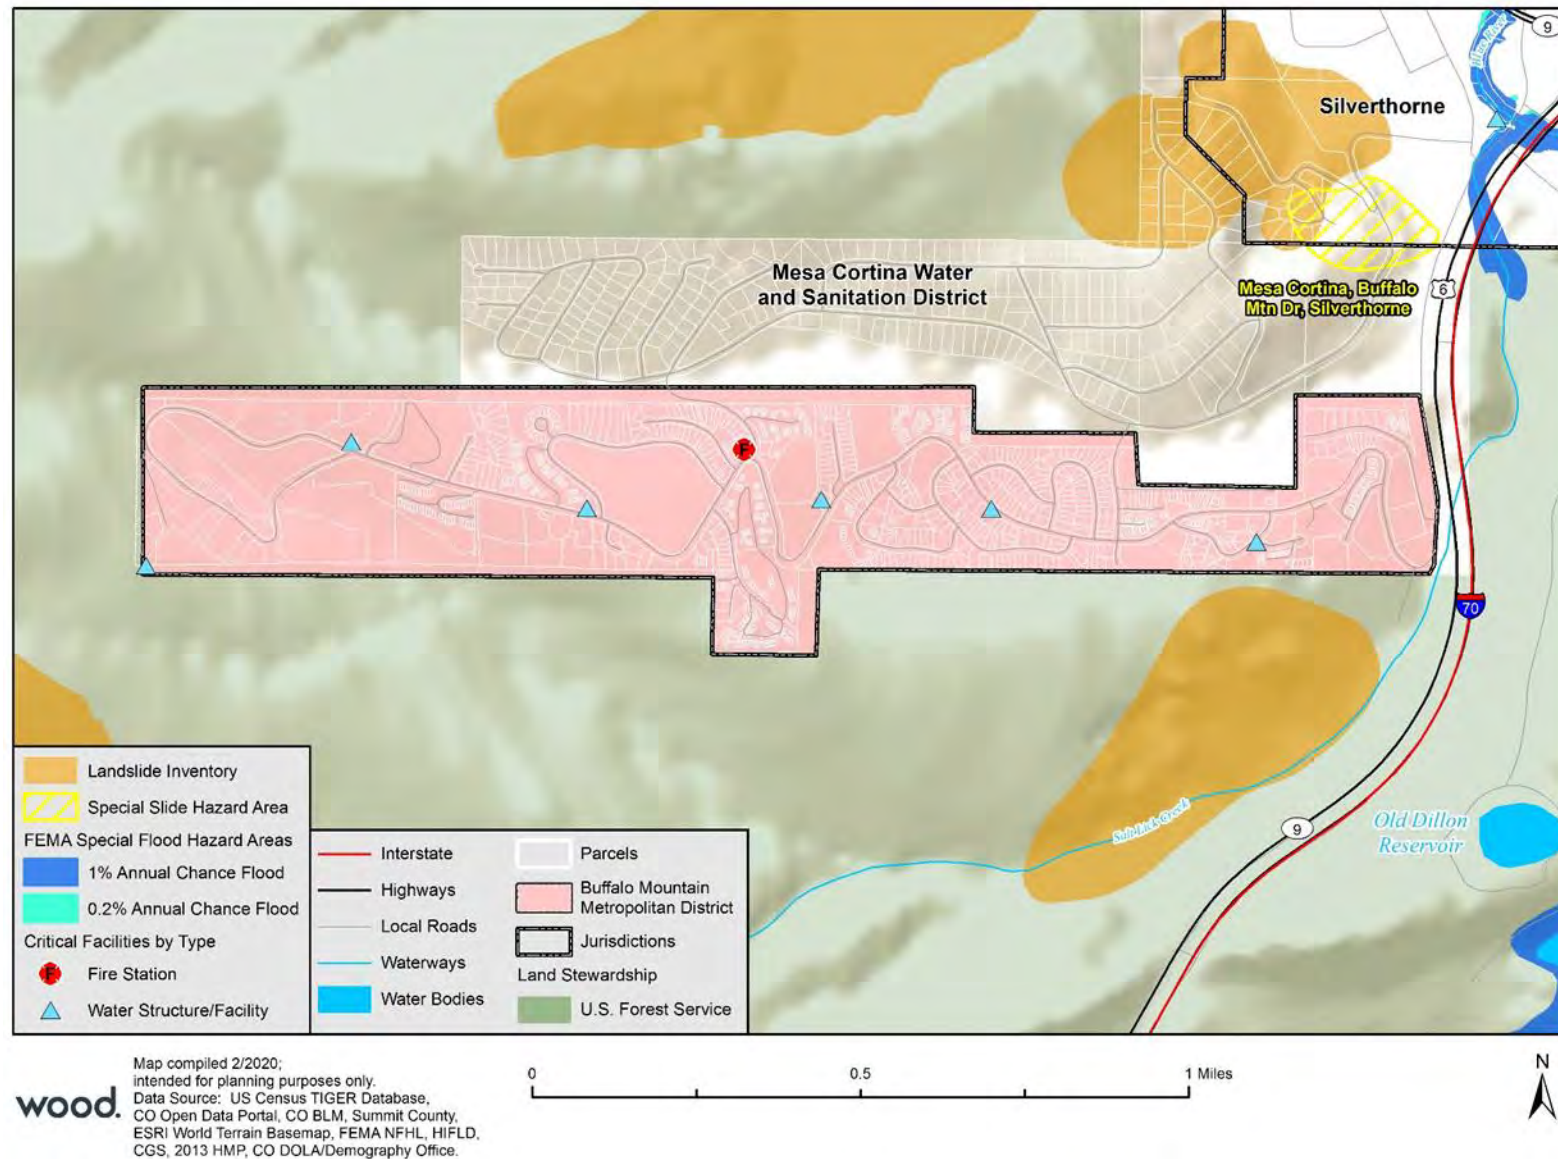 9
Blue River
Silverthorne
Mesa Cortina Water
and Sanitation District
Mesa Cortina, Buffalo
Mtn Dr, Silverthorne
6
F
70
Salt Lick Creek
9
Old Dillon
Reservoir
Landslide Inventory
Special Slide Hazard Area
FEMA Special Flood Hazard Areas
1% Annual Chance Flood
0.2% Annual Chance Flood
Critical Facilities by Type
F Fire Station
Water Structure/Facility
Interstate
Highways
Local Roads
Waterways
Water Bodies
Parcels
Buffalo Mountain
Metropolitan District
Jurisdictions
Land Stewardship
U.S. Forest Service
wood.
Map compiled 2/2020;
intended for planning purposes only.
Data Source: US Census TIGER Database,
CO Open Data Portal, CO BLM, Summit County,
ESRI World Terrain Basemap, FEMA NFHL, HIFLD,
CGS, 2013 HMP, CO DOLA/Demography Office.
0 0.5 1 Miles
N